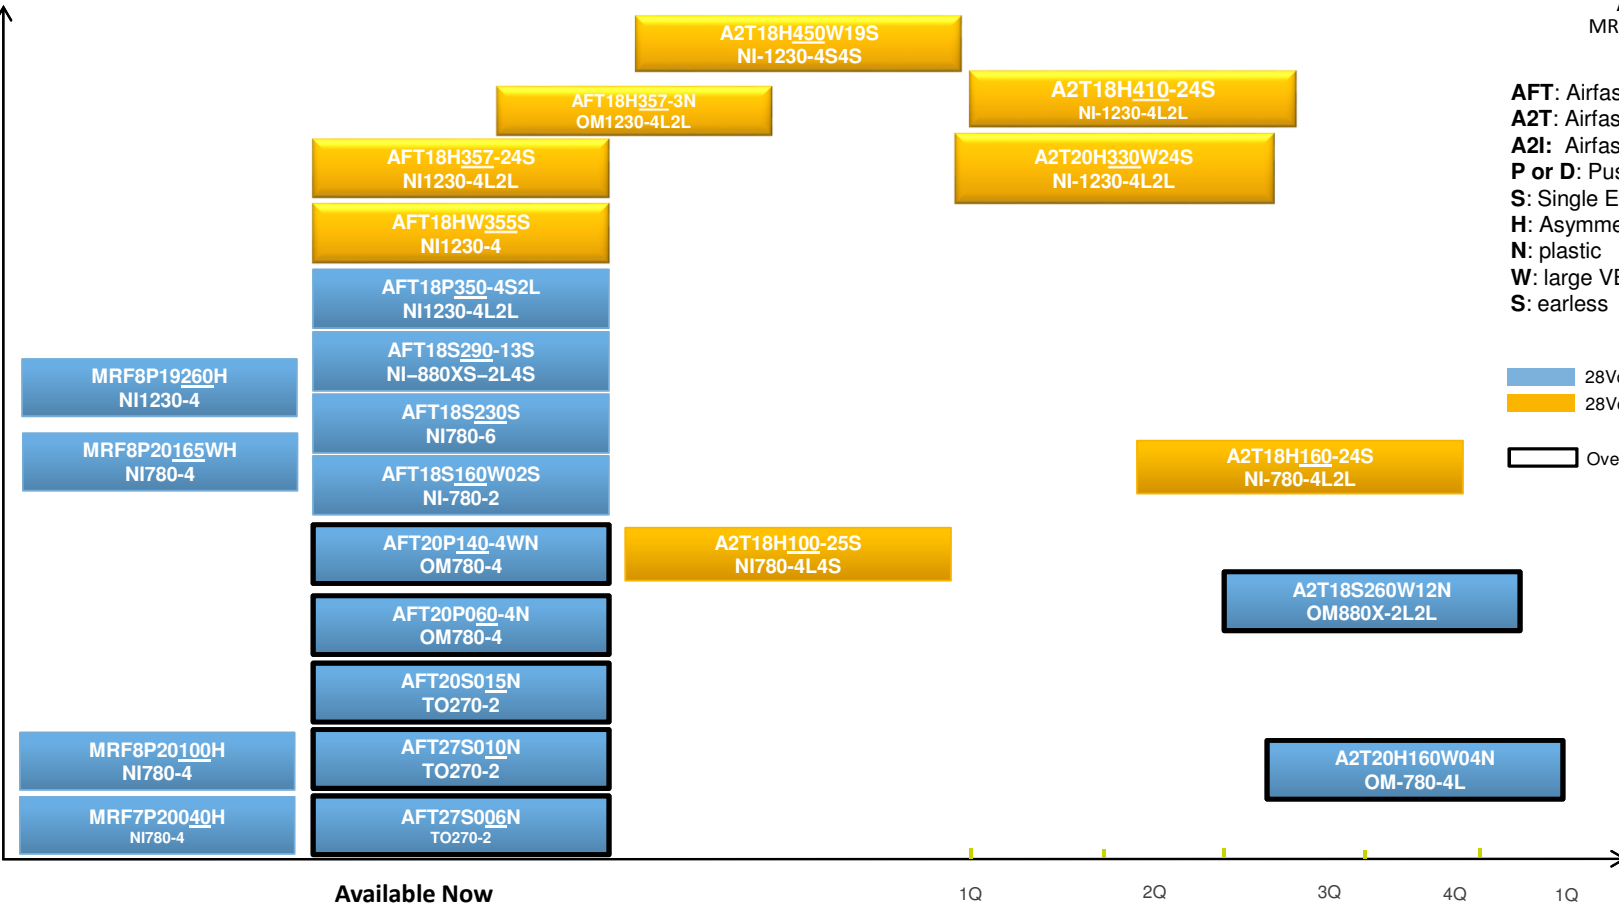 A2T18H450W19S
NI-1230-4S4S
AFT18H357-3N
OM1230-4L2L
A2T18H410-24S
NI-1230-4L2L
AFT18H357-24S
NI1230-4L2L
A2T20H330W24S
NI-1230-4L2L
AFT18HW355S
NI1230-4
AFT18P350-4S2L
NI1230-4L2L
AFT18S290-13S
NI–880XS–2L4S
MRF8P19260H
NI1230-4
AFT18S230S
NI780-6
MRF8P20165WH
NI780-4
AFT18S160W02S
NI-780-2
A2T18H160-24S
NI-780-4L2L
AFT20P140-4WN
OM780-4
A2T18H100-25S
NI780-4L4S
AFT20P060-4N
OM780-4
A2T18S260W12N
OM880X-2L2L
AFT20S015N
TO270-2
MRF8P20100H
NI780-4
AFT27S010N
TO270-2
A2T20H160W04N
OM-780-4L
MRF7P20040H
NI780-4
AFT27S006N
TO270-2
MR
AFT: Airfas
A2T: Airfas
A2I: Airfas
P or D: Pus
S: Single E
H: Asymme
N: plastic
W: large VB
S: earless
28V
28V
Ove
Available Now
1Q
2Q
3Q
4Q
1Q